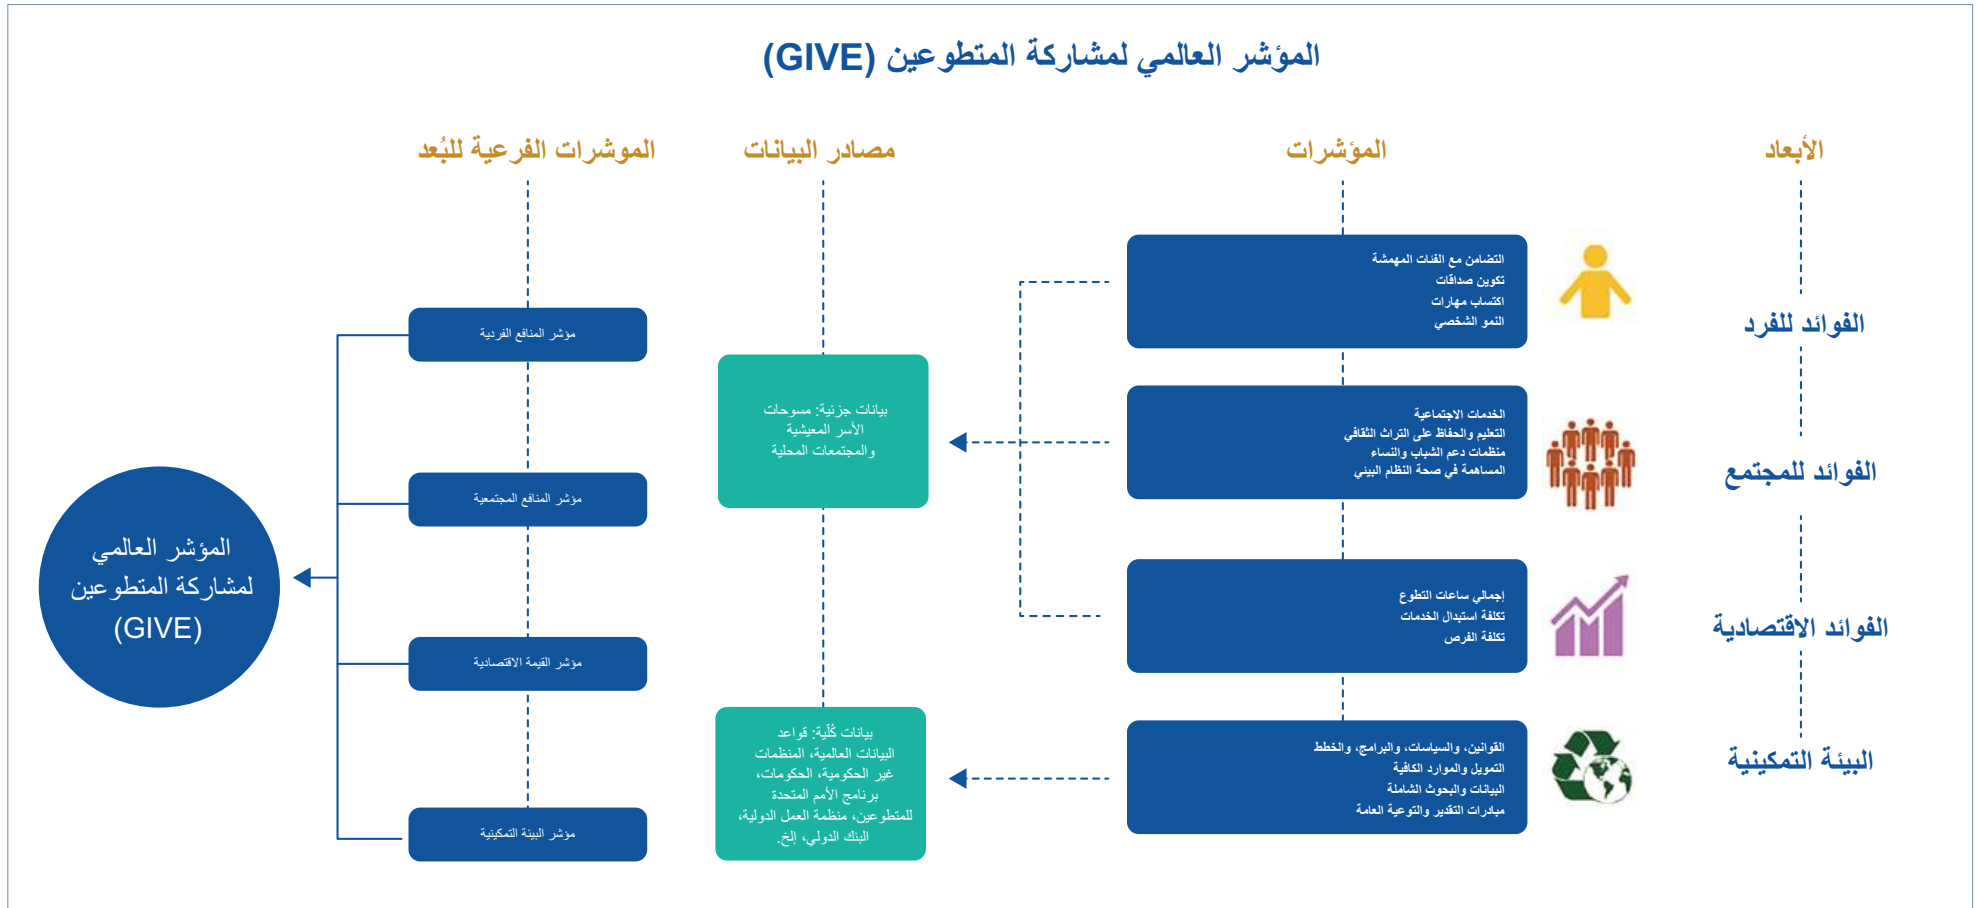 المؤشر العالمي لمشاركة المتطوعين (GIVE)
الأبعاد
المؤشرات
مصادر البيانات
الموشرات الفرعية للبُعد
الفوائد للفرد
التضامن مع الفئات المهمشة
تكوين صداقات
اكتساب مهارات
النمو الشخصي
الفوائد للمجتمع
الخدمات الاجتماعية
التعليم والحفاظ على التراث الثقافي
منظمات دعم الشباب والنساء
المساهمة في صحة النظام البيئي
الفوائد الاقتصادية
إجمالي ساعات التطوع
تكلفة استبدال الخدمات
تكلفة الفرص
البيئة التمكينية
القوانين، والسياسات، والبرامج، والخطط
التمويل والموارد الكافية
البيانات والبحوث الشاملة
مبادرات التقدير والتوعية العامة
بيانات جزئية: مسوحات
الأسر المعيشية
والمجتمعات المحلية
بيانات كُلّية: قواعد
البيانات العالمية، المنظمات
غير الحكومية، الحكومات،
برنامج الأمم المتحدة
للمتطوعين، منظمة العمل الدولية،
البنك الدولي، إلخ.
مؤشر المنافع الفردية
مؤشر المنافع المجتمعية
مؤشر القيمة الاقتصادية
مؤشر البيئة التمكينية
المؤشر العالمي
لمشاركة المتطوعين
(GIVE)